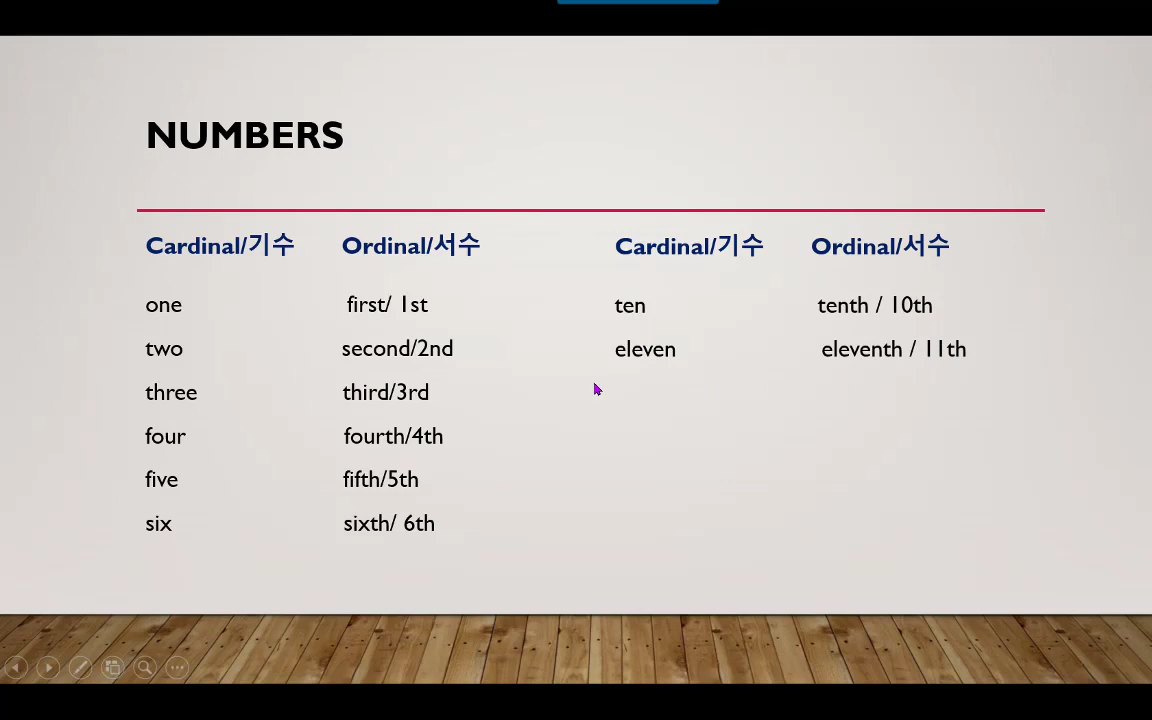 NUMBERS
Cardinal/기수 Ordinal/서수 Cardinal/기수 Ordinal/서수
one first/ 1st ten tenth / 10th
two second/2nd eleven eleventh / 11th
three third/3rd
four fourth/4th
five fifth/5th
six sixth/ 6th